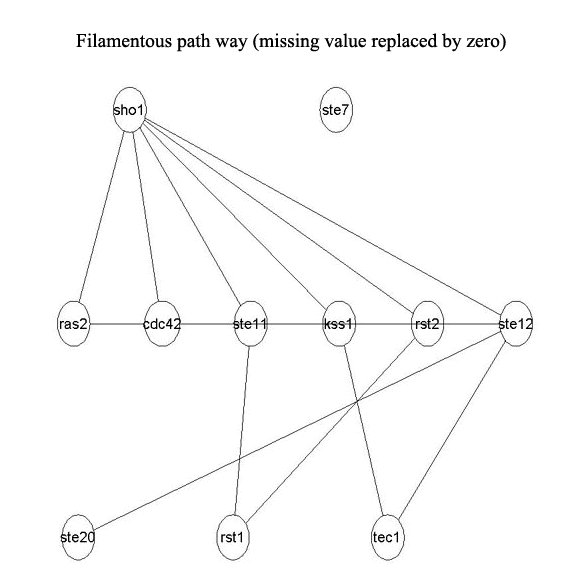 Filamentous path way (missing value replaced by zero)
sho1 ste7
ras2 cdc42 ste11 kss1 rst2 ste12
ste20 rst1 tec1